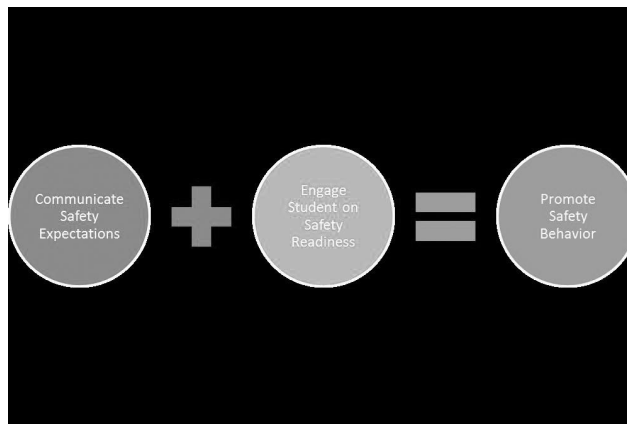 Communicate
Safety
Expectations
Engage
Student on
Safety
Readiness
Promote
Safety
Behavior